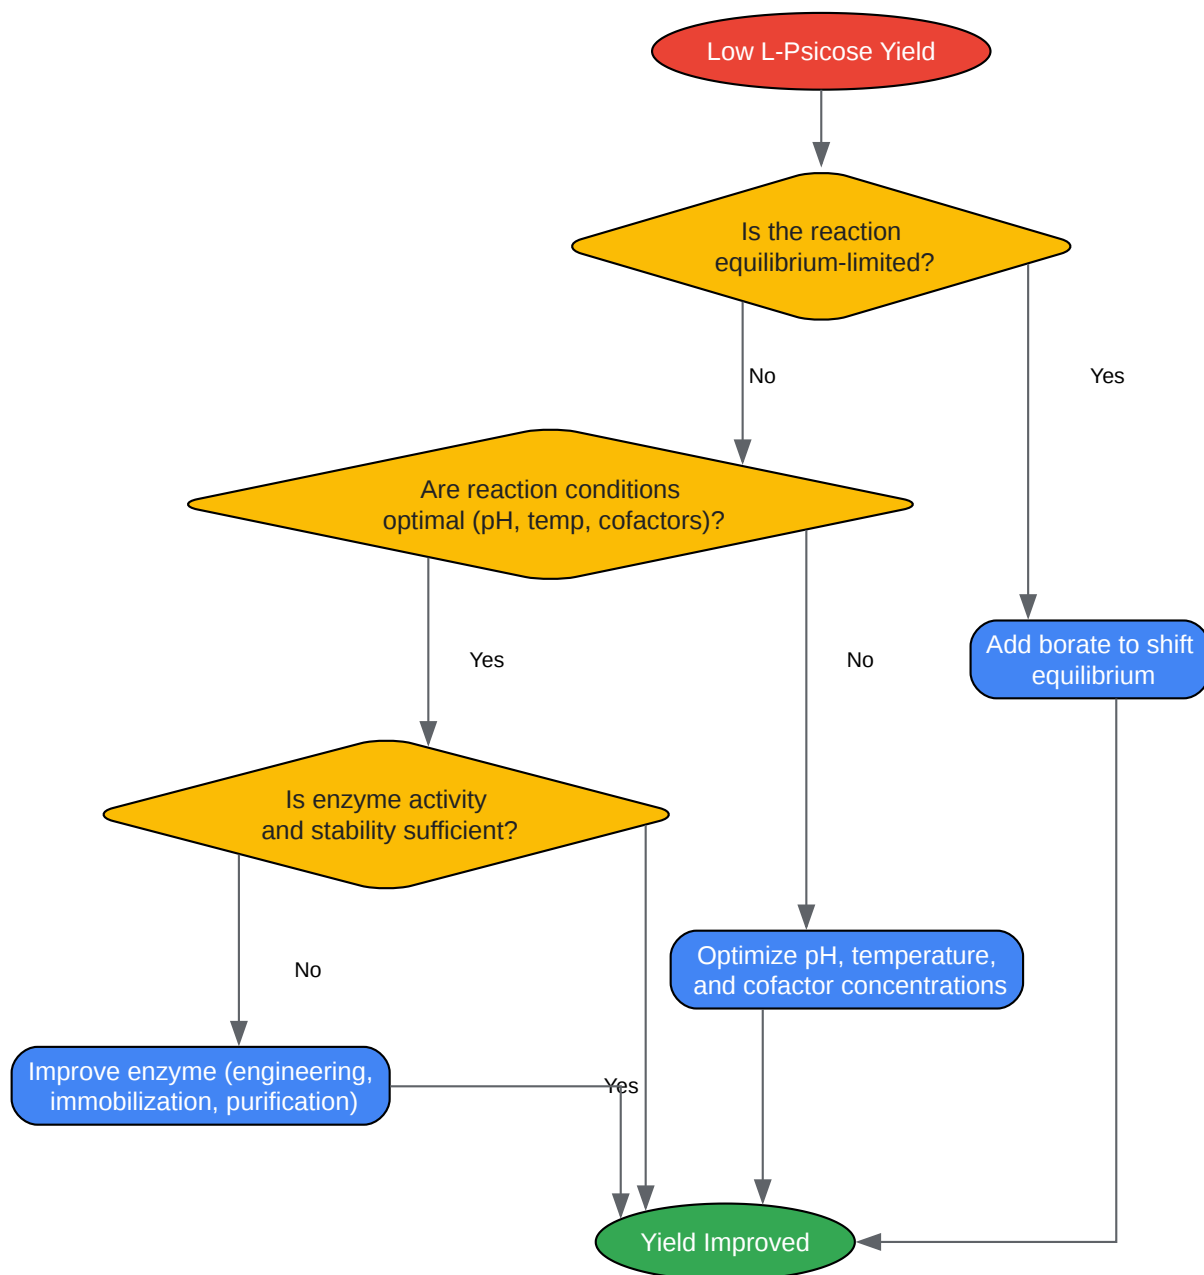 Low L-Psicose Yield
Is the reaction
equilibrium-limited?
No
Yes
Are reaction conditions
optimal (pH, temp, cofactors)?
Yes
No
Add borate to shift
equilibrium
Is enzyme activity
and stability sufficient?
No
Optimize pH, temperature,
and cofactor concentrations
Improve enzyme (engineering,
immobilization, purification)
Yes
Yield Improved